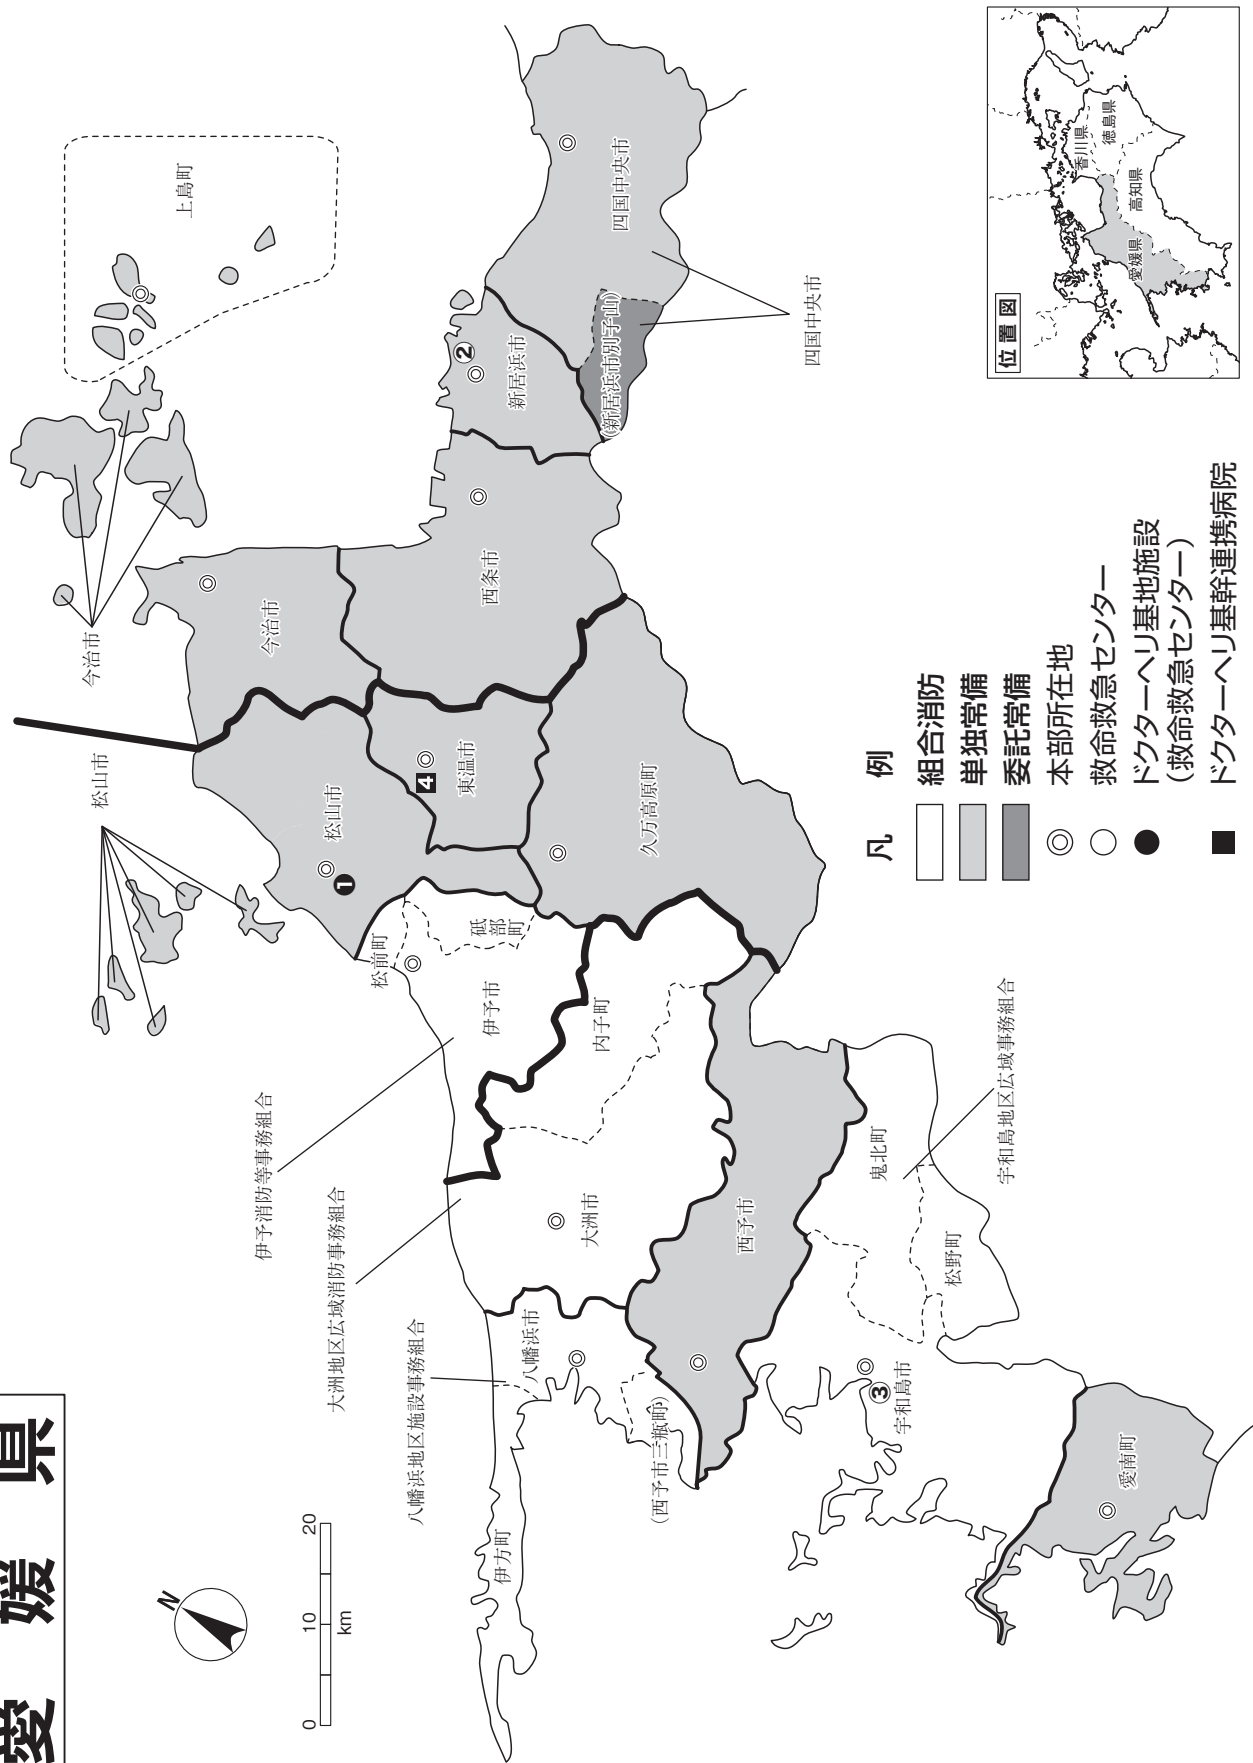 愛媛県
N
0 10 20
km
上島町
今治市
今治市
松山市
松山市
四国中央市
四国中央市
新居浜市
②
(新居浜市別子山)
西条市
東温市
4
❶
久万高原町
松前町
砥部町
伊予市
内子町
伊予消防等事務組合
大洲地区広域消防事務組合
大洲市
八幡浜地区施設事務組合
八幡浜市
伊方町
(西予市三瓶町)
西予市
鬼北町
松野町
宇和島地区広域事務組合
③
宇和島市
愛南町
凡例
組合消防
単独常備
委託常備
本部所在地
救命救急センター
ドクターヘリ基地施設
(救命救急センター)
ドクターヘリ基幹連携病院
位置図
香川県
徳島県
愛媛県
高知県